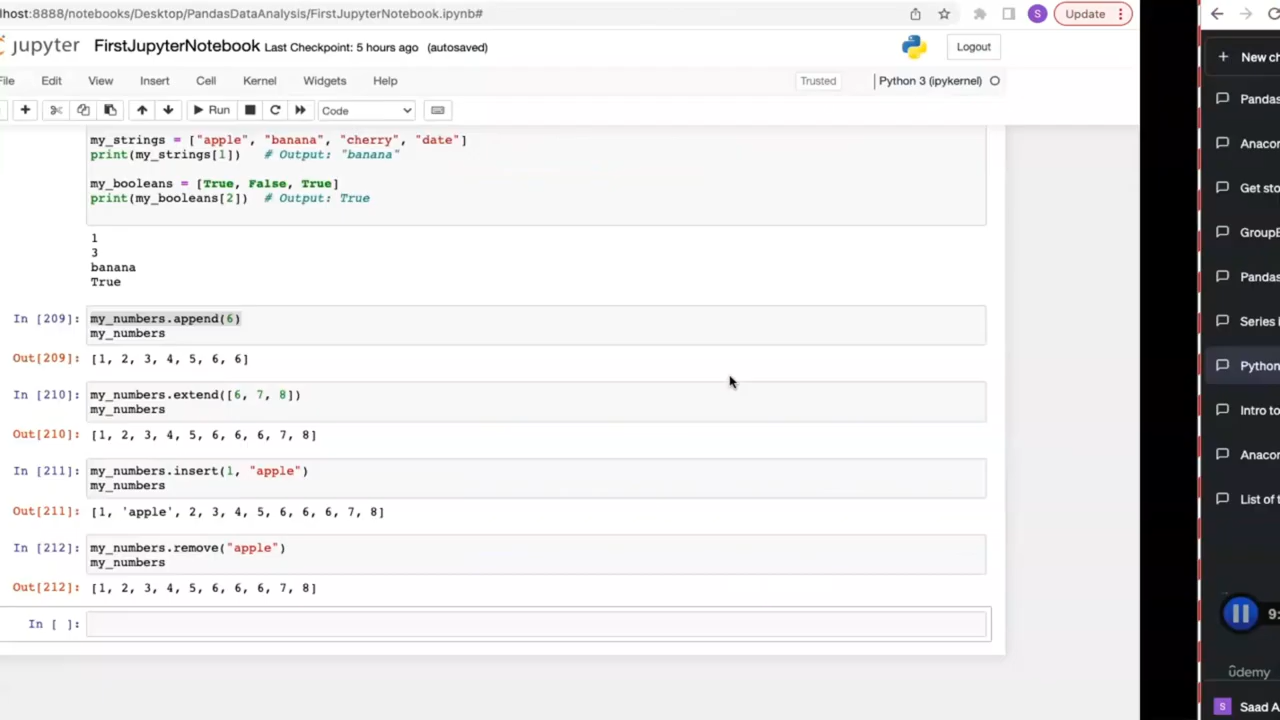 lhost:8888/notebooks/Desktop/PandasDataAnalysis/FirstJupyterNotebook.ipynb#
S
Update
jupyter FirstJupyterNotebook Last Checkpoint: 5 hours ago (autosaved)
Logout
File Edit View Insert Cell Kernel Widgets Help
Trusted
Python 3 (ipykernel)
Run
Code
my_strings = ["apple", "banana", "cherry", "date"]
print(my_strings[1])   # Output: "banana"
my_booleans = [True, False, True]
print(my_booleans[2])  # Output: True
1
3
banana
True
In [209]: my_numbers.append(6)
my_numbers
Out[209]: [1, 2, 3, 4, 5, 6, 6]
In [210]: my_numbers.extend([6, 7, 8])
my_numbers
Out[210]: [1, 2, 3, 4, 5, 6, 6, 6, 7, 8]
In [211]: my_numbers.insert(1, "apple")
my_numbers
Out[211]: [1, 'apple', 2, 3, 4, 5, 6, 6, 6, 7, 8]
In [212]: my_numbers.remove("apple")
my_numbers
Out[212]: [1, 2, 3, 4, 5, 6, 6, 6, 7, 8]
In [ ]:
New ch
Pandas
Anacon
Get sto
GroupB
Pandas
Series
Python
Intro to
Anacon
List of t
9:
ûdemy
S Saad A